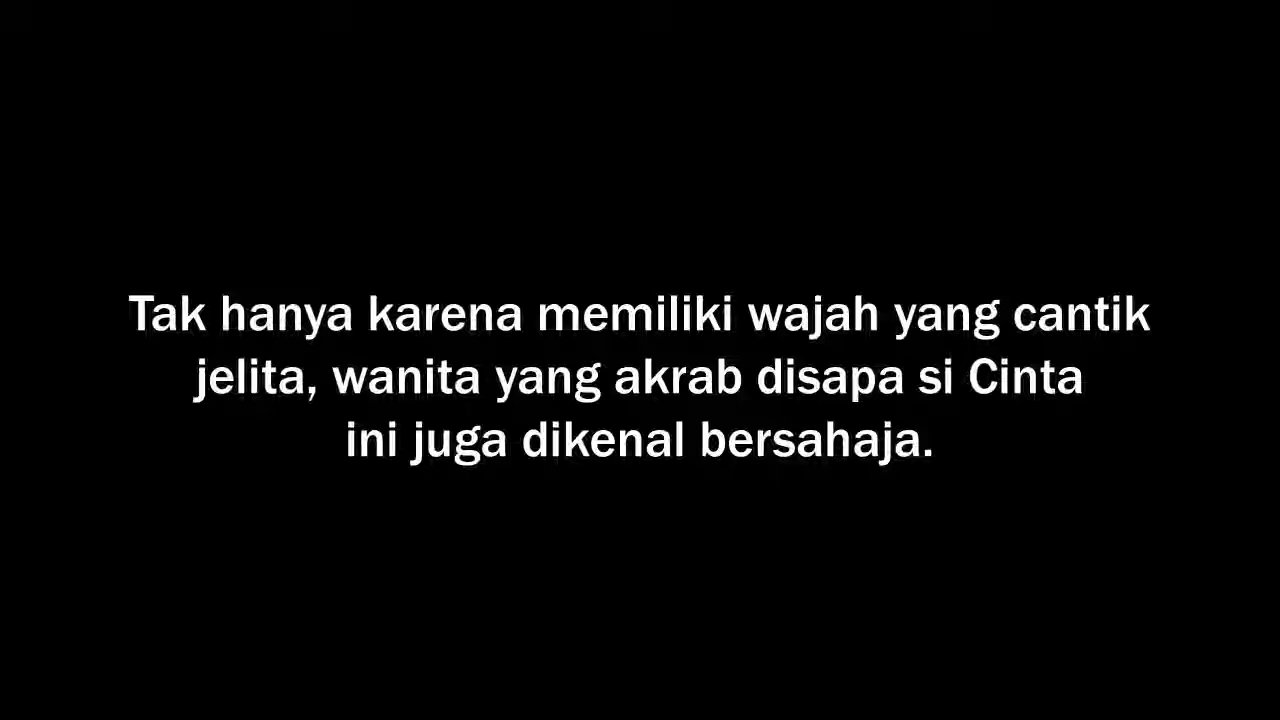 Tak hanya karena memiliki wajah yang cantik
jelita, wanita yang akrab disapa si Cinta
ini juga dikenal bersahaja.